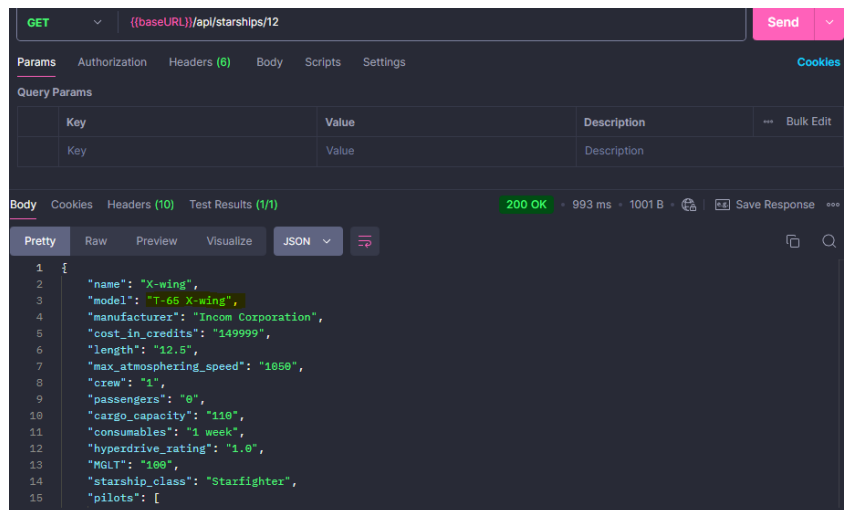 GET {{baseURL}}/api/starships/12 Send
Params Authorization Headers (6) Body Scripts Settings Cookies
Query Params
Key Value Description ••• Bulk Edit
Key Value Description
Body Cookies Headers (10) Test Results (1/1) 200 OK • 993 ms • 1001 B • e.g. Save Response •••
Pretty Raw Preview Visualize JSON
1 {
2 "name": "X-wing",
3 "model": "T-65 X-wing",
4 "manufacturer": "Incom Corporation",
5 "cost_in_credits": "149999",
6 "length": "12.5",
7 "max_atmosphering_speed": "1050",
8 "crew": "1",
9 "passengers": "0",
10 "cargo_capacity": "110",
11 "consumables": "1 week",
12 "hyperdrive_rating": "1.0",
13 "MGLT": "100",
14 "starship_class": "Starfighter",
15 "pilots": [